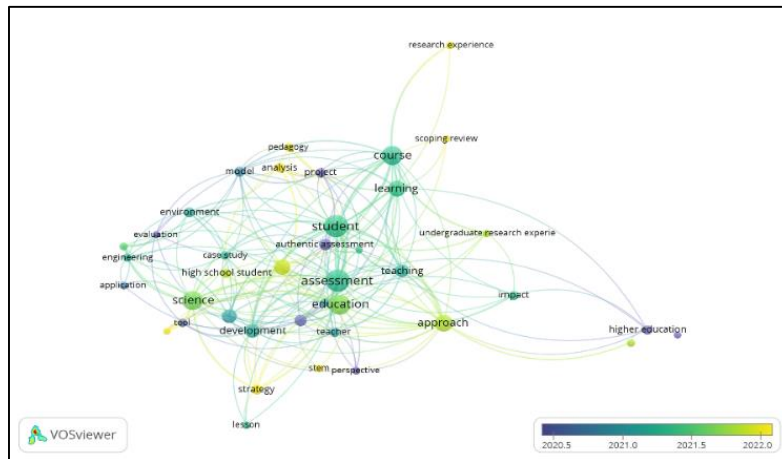 research experience
scoping review
course
pedagogy
analysis
model
project
learning
environment
student
evaluation
authentic assessment
undergraduate research experie
engineering
case study
high school student
teaching
application
assessment
science
education
impact
tool
development
teacher
approach
higher education
stem
perspective
strategy
lesson
VOSviewer
2020.5 2021.0 2021.5 2022.0